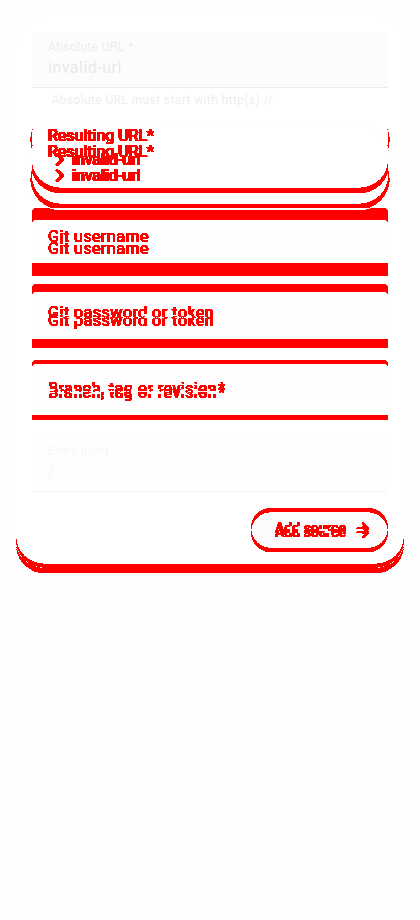 Absolute URL *
invalid-url
Absolute URL must start with http(s)://
Resulting URL*
Resulting URL*
invalid-url
invalid-url
Git username
Git username
Git password or token
Git password or token
Branch, tag or revision*
Branch, tag or revision*
Entry point
/
Add source
Add source